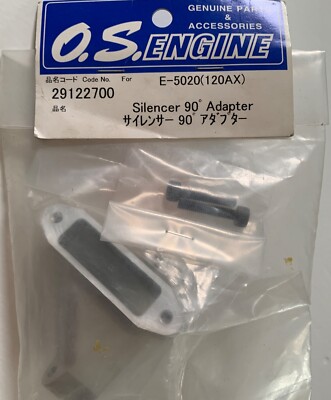 GENUINE PARTS
&
ACCESSORIES
O.S.ENGINE
品名コード Code No. For E-5020(120AX)
29122700
品名 Silencer 90° Adapter
サイレンサー 90° アダプター